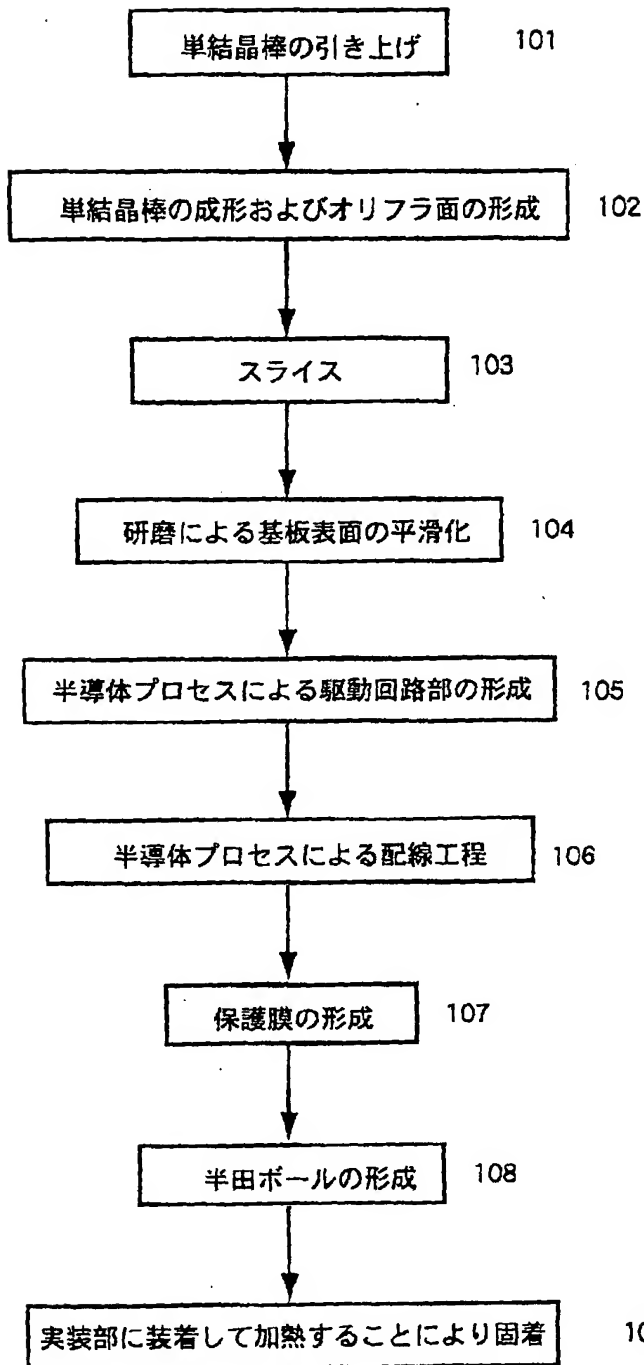 単結晶棒の引き上げ 101
単結晶棒の成形およびオリフラ面の形成 102
スライス 103
研磨による基板表面の平滑化 104
半導体プロセスによる駆動回路部の形成 105
半導体プロセスによる配線工程 106
保護膜の形成 107
半田ボールの形成 108
実装部に装着して加熱することにより固着